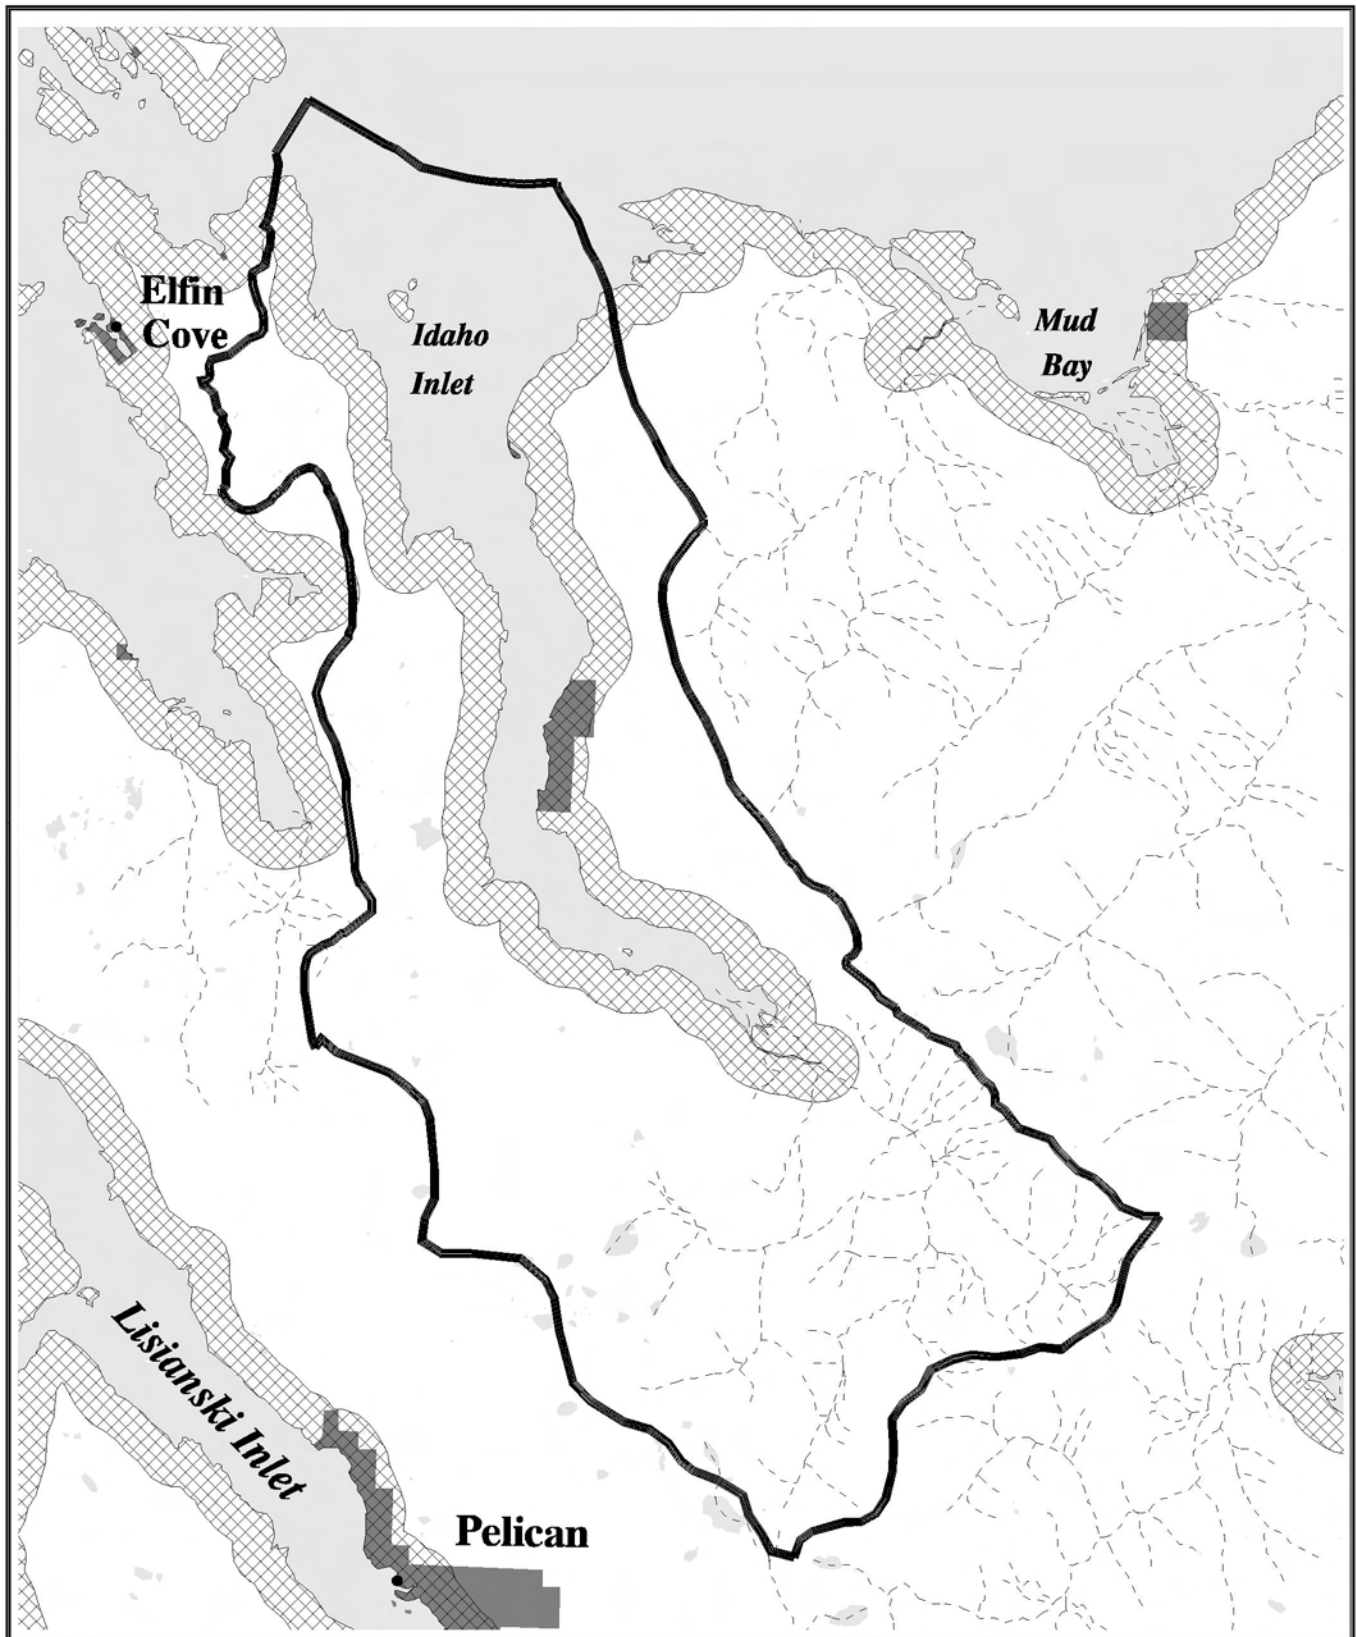 Elfin
Cove
Idaho
Inlet
Mud
Bay
Lisianski Inlet
Pelican